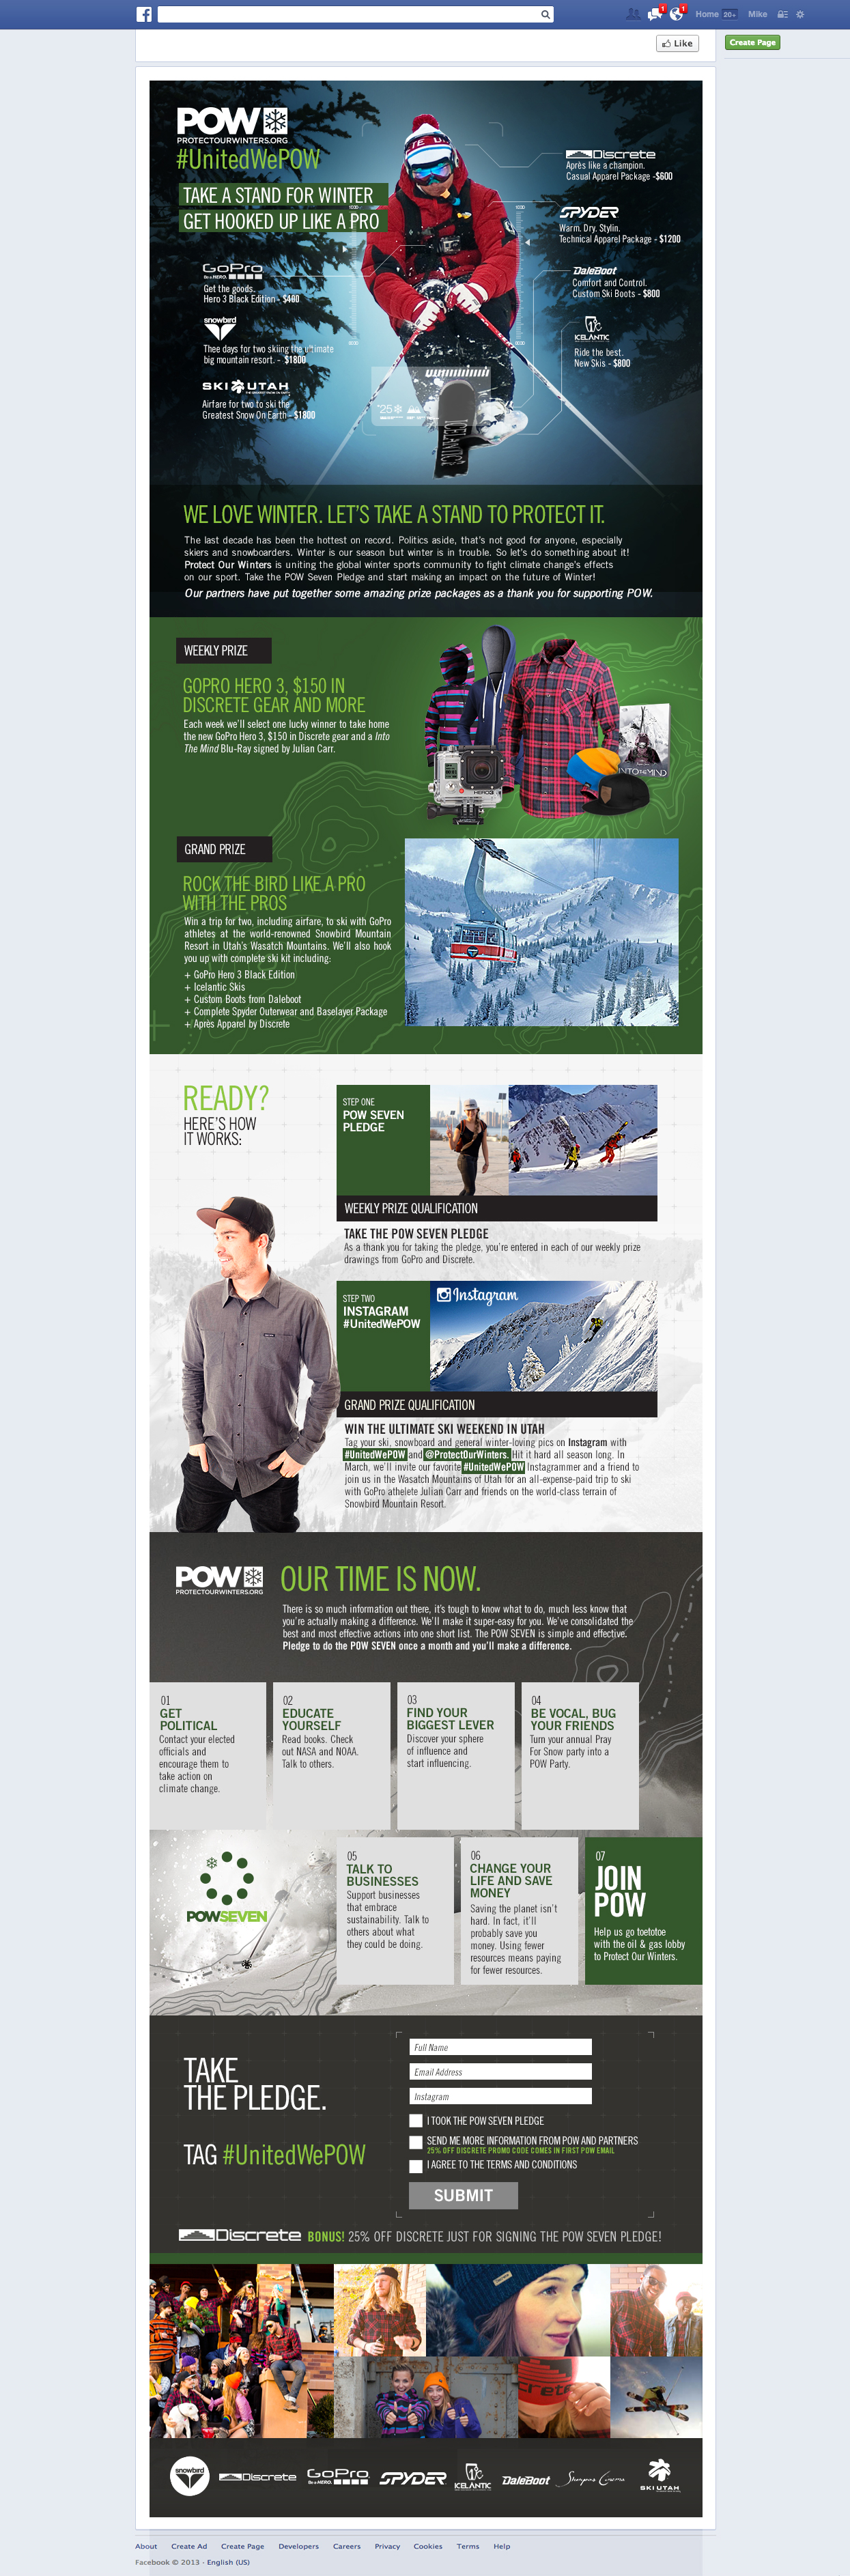 1
1
Home 20+
Mike
Like
Create Page
POW
PROTECTOURWINTERS.ORG
#UnitedWePOW
TAKE A STAND FOR WINTER
GET HOOKED UP LIKE A PRO
Discrete
Après like a champion.
Casual Apparel Package -$600
SPYDER
Warm. Dry. Stylin.
Technical Apparel Package - $1200
GoPro
Be a HERO.
Get the goods.
Hero 3 Black Edition - $400
DaleBoot
Comfort and Control.
Custom Ski Boots - $800
snowbird
Thee days for two skiing the ultimate
big mountain resort. - $1800
ICELANTIC
Ride the best.
New Skis - $800
SKI UTAH
Airfare for two to ski the
Greatest Snow On Earth - $1800
25
ICELANTIC
WE LOVE WINTER. LET'S TAKE A STAND TO PROTECT IT.
The last decade has been the hottest on record. Politics aside, that's not good for anyone, especially
skiers and snowboarders. Winter is our season but winter is in trouble. So let's do something about it!
Protect Our Winters is uniting the global winter sports community to fight climate change's effects
on our sport. Take the POW Seven Pledge and start making an impact on the future of Winter!
Our partners have put together some amazing prize packages as a thank you for supporting POW.
WEEKLY PRIZE
GOPRO HERO 3, $150 IN
DISCRETE GEAR AND MORE
Each week we'll select one lucky winner to take home
the new GoPro Hero 3, $150 in Discrete gear and a Into
The Mind Blu-Ray signed by Julian Carr.
HERO3
INTO THE MIND
GRAND PRIZE
ROCK THE BIRD LIKE A PRO
WITH THE PROS
Win a trip for two, including airfare, to ski with GoPro
athletes at the world-renowned Snowbird Mountain
Resort in Utah's Wasatch Mountains. We'll also hook
you up with complete ski kit including:
+ GoPro Hero 3 Black Edition
+ Icelantic Skis
+ Custom Boots from Daleboot
+ Complete Spyder Outerwear and Baselayer Package
+ Après Apparel by Discrete
READY?
HERE'S HOW
IT WORKS:
STEP ONE
POW SEVEN
PLEDGE
WEEKLY PRIZE QUALIFICATION
TAKE THE POW SEVEN PLEDGE
As a thank you for taking the pledge, you're entered in each of our weekly prize
drawings from GoPro and Discrete.
STEP TWO
INSTAGRAM
#UnitedWePOW
Instagram
GRAND PRIZE QUALIFICATION
WIN THE ULTIMATE SKI WEEKEND IN UTAH
Tag your ski, snowboard and general winter-loving pics on Instagram with
#UnitedWePOW and @ProtectOurWinters. Hit it hard all season long. In
March, we'll invite our favorite #UnitedWePOW Instagrammer and a friend to
join us in the Wasatch Mountains of Utah for an all-expense-paid trip to ski
with GoPro athelete Julian Carr and friends on the world-class terrain of
Snowbird Mountain Resort.
POW
PROTECTOURWINTERS.ORG
OUR TIME IS NOW.
There is so much information out there, it's tough to know what to do, much less know that
you're actually making a difference. We'll make it super-easy for you. We've consolidated the
best and most effective actions into one short list. The POW SEVEN is simple and effective.
Pledge to do the POW SEVEN once a month and you'll make a difference.
01
GET
POLITICAL
Contact your elected
officials and
encourage them to
take action on
climate change.
02
EDUCATE
YOURSELF
Read books. Check
out NASA and NOAA.
Talk to others.
03
FIND YOUR
BIGGEST LEVER
Discover your sphere
of influence and
start influencing.
04
BE VOCAL, BUG
YOUR FRIENDS
Turn your annual Pray
For Snow party into a
POW Party.
POWSEVEN
05
TALK TO
BUSINESSES
Support businesses
that embrace
sustainability. Talk to
others about what
they could be doing.
06
CHANGE YOUR
LIFE AND SAVE
MONEY
Saving the planet isn't
hard. In fact, it'll
probably save you
money. Using fewer
resources means paying
for fewer resources.
07
JOIN
POW
Help us go toetotoe
with the oil & gas lobby
to Protect Our Winters.
TAKE
THE PLEDGE.
TAG #UnitedWePOW
Full Name
Email Address
Instagram
I TOOK THE POW SEVEN PLEDGE
SEND ME MORE INFORMATION FROM POW AND PARTNERS
25% OFF DISCRETE PROMO CODE COMES IN FIRST POW EMAIL
I AGREE TO THE TERMS AND CONDITIONS
SUBMIT
Discrete BONUS! 25% OFF DISCRETE JUST FOR SIGNING THE POW SEVEN PLEDGE!
crete
snowbird
Discrete
GoPro
Be a HERO.
SPYDER
ICELANTIC
DaleBoot
Sherpas Cinema
SKI UTAH
About Create Ad Create Page Developers Careers Privacy Cookies Terms Help
Facebook © 2013 · English (US)